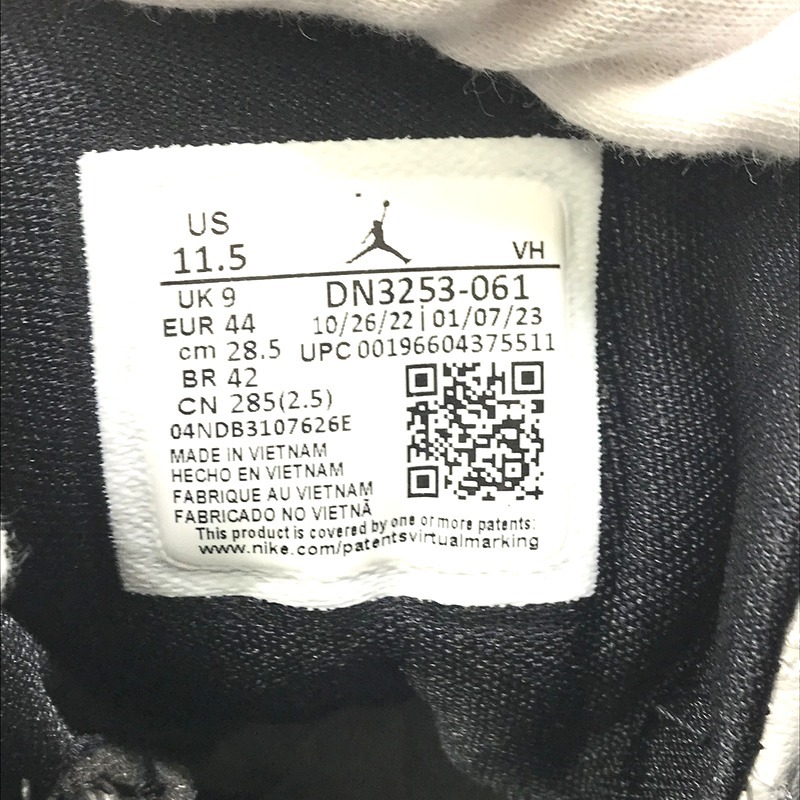 US
11.5
VH
UK 9
DN3253-061
EUR 44
10/26/22|01/07/23
cm 28.5
UPC 00196604375511
BR 42
CN 285(2.5)
04NDB3107626E
MADE IN VIETNAM
HECHO EN VIETNAM
FABRIQUE AU VIETNAM
FABRICADO NO VIETNÃ
This product is covered by one or more patents:
www.nike.com/patentsvirtualmarking